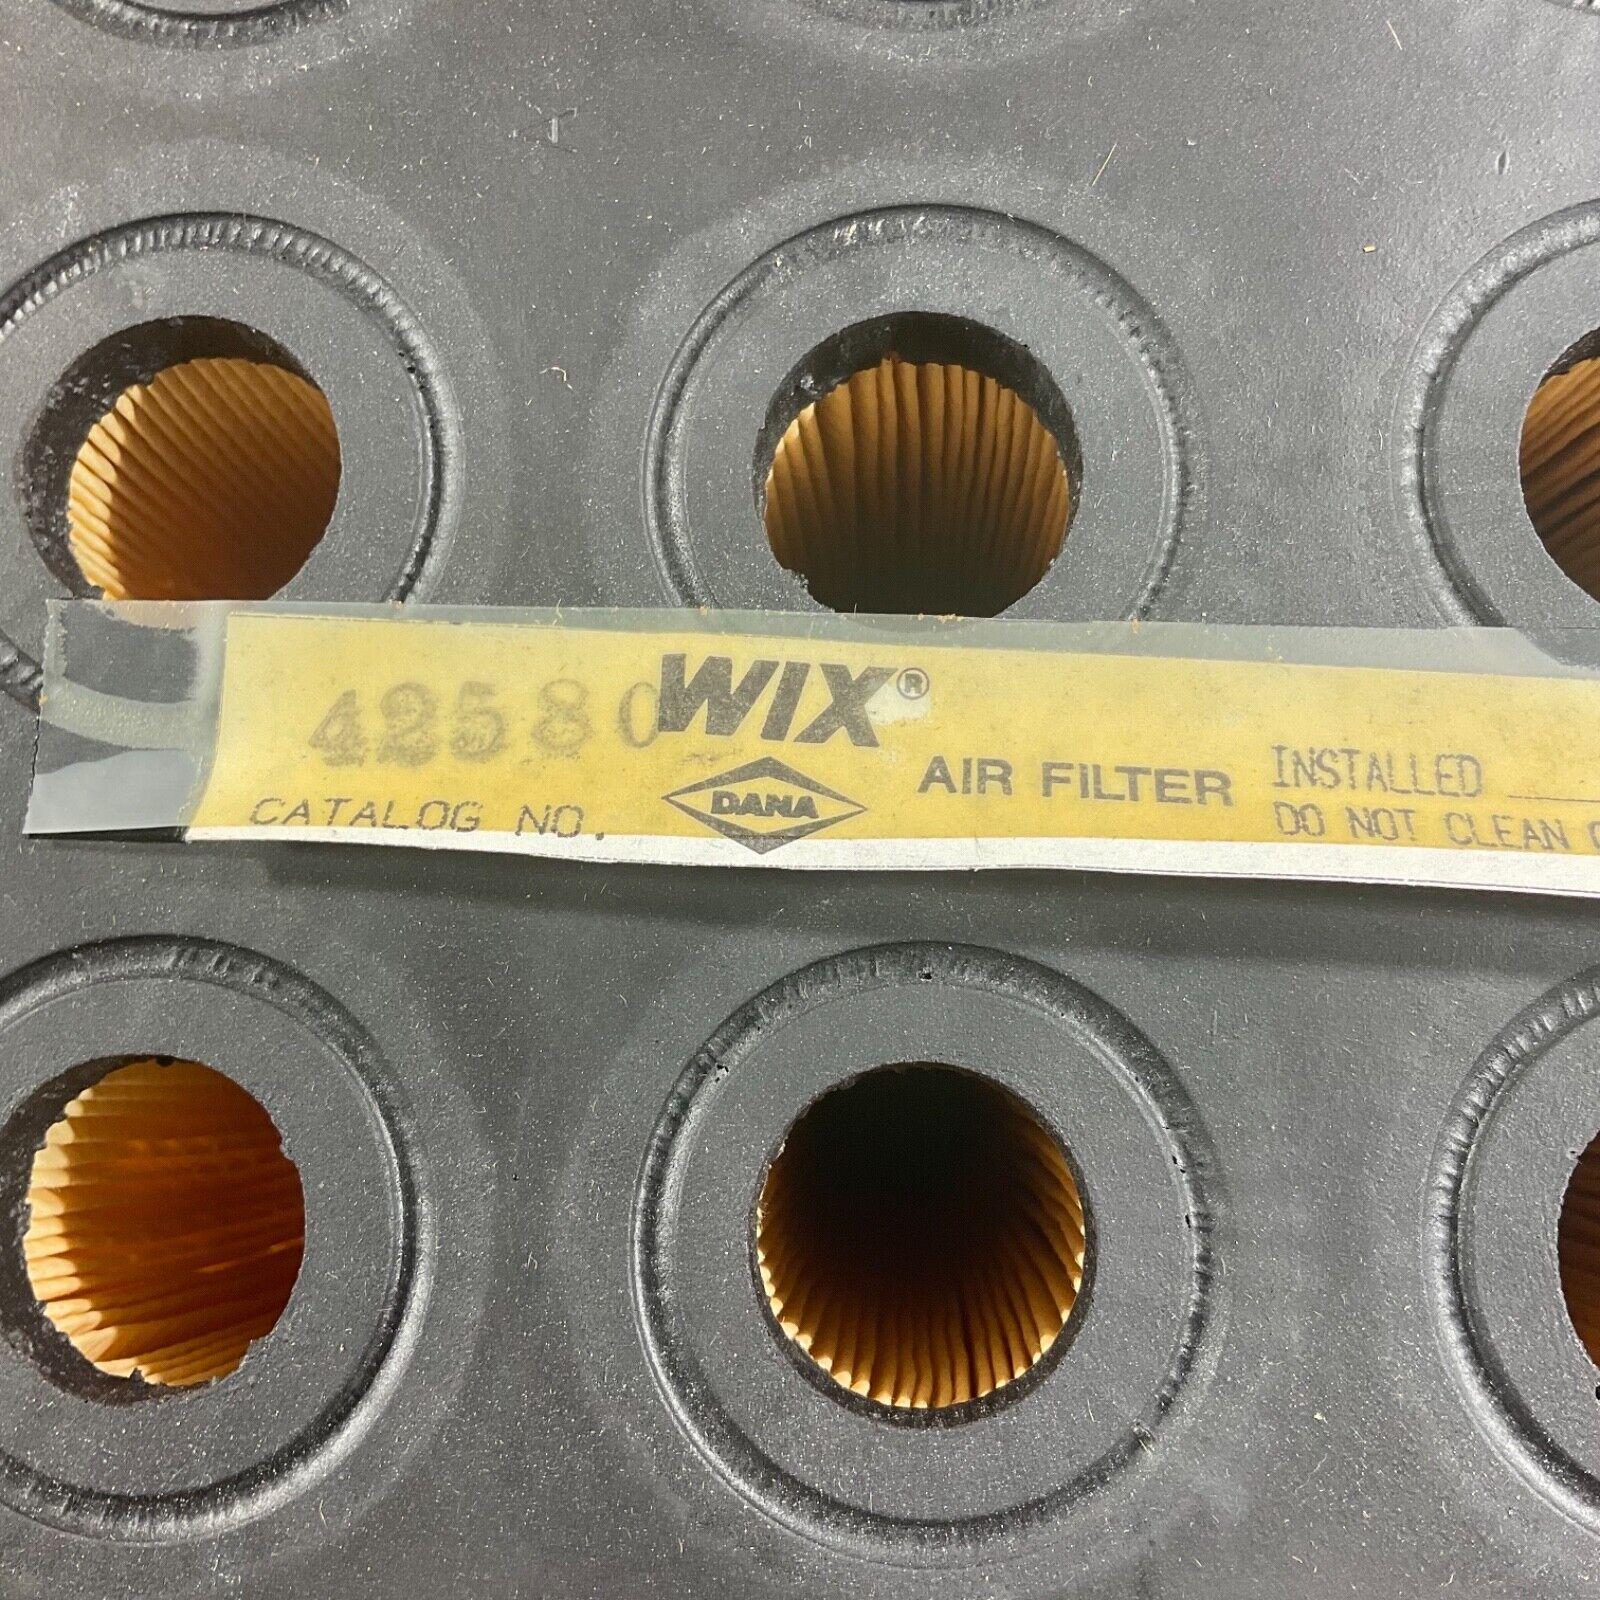 42580 WIX®
DANA
CATALOG NO.
AIR FILTER
INSTALLED
DO NOT CLEAN